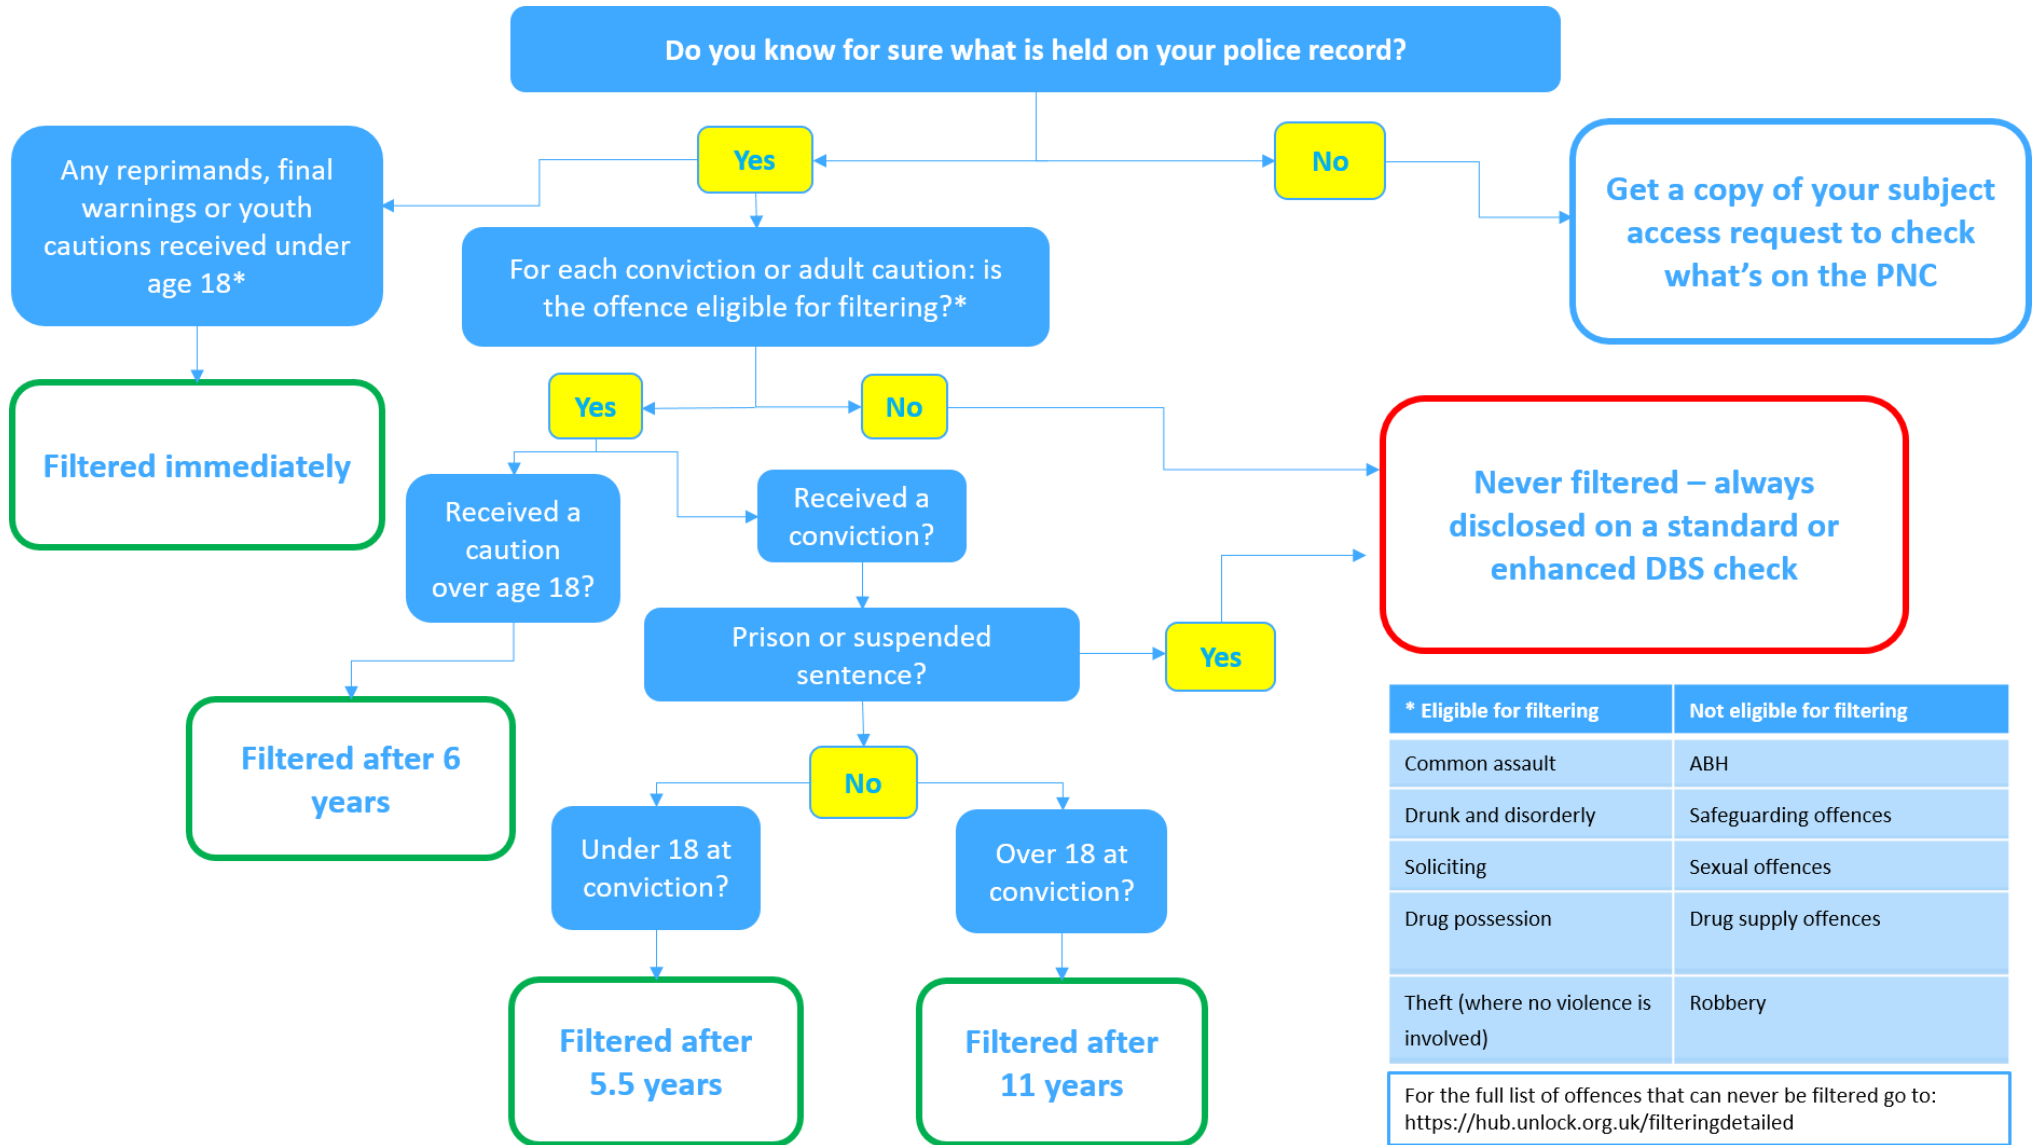 Do you know for sure what is held on your police record?
Yes
No
Any reprimands, final
warnings or youth
cautions received under
age 18*
Get a copy of your subject
access request to check
what’s on the PNC
For each conviction or adult caution: is
the offence eligible for filtering?*
Filtered immediately
Yes
No
Never filtered – always
disclosed on a standard or
enhanced DBS check
Received a
caution
over age 18?
Received a
conviction?
Prison or suspended
sentence?
Yes
Filtered after 6
years
No
Under 18 at
conviction?
Over 18 at
conviction?
Filtered after
5.5 years
Filtered after
11 years
* Eligible for filtering
Not eligible for filtering
Common assault
ABH
Drunk and disorderly
Safeguarding offences
Soliciting
Sexual offences
Drug possession
Drug supply offences
Theft (where no violence is
involved)
Robbery
For the full list of offences that can never be filtered go to:
https://hub.unlock.org.uk/filteringdetailed